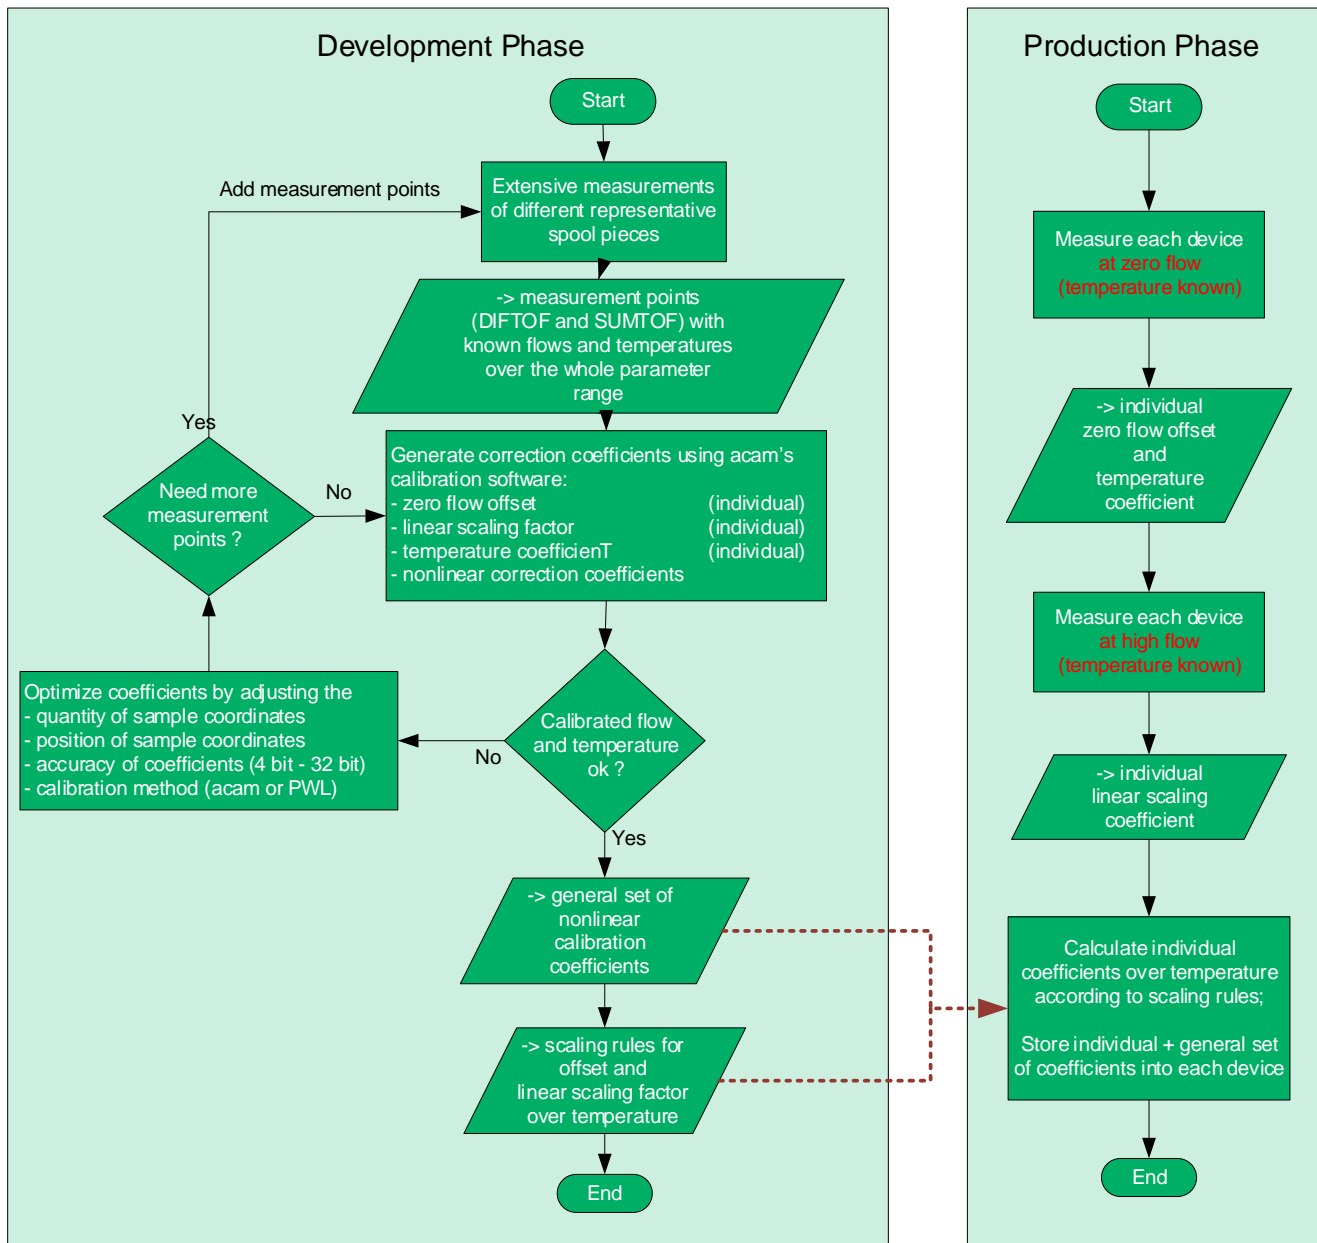 Development Phase
Start
Add measurement points
Extensive measurements
of different representative
spool pieces
-> measurement points
(DIFTOF and SUMTOF) with
known flows and temperatures
over the whole parameter
range
Yes
Need more
measurement
points ?
No
Generate correction coefficients using acam's
calibration software:
- zero flow offset (individual)
- linear scaling factor (individual)
- temperature coefficienT (individual)
- nonlinear correction coefficients
Optimize coefficients by adjusting the
- quantity of sample coordinates
- position of sample coordinates
- accuracy of coefficients (4 bit - 32 bit)
- calibration method (acam or PWL)
No
Calibrated flow
and temperature
ok ?
Yes
-> general set of
nonlinear
calibration
coefficients
-> scaling rules for
offset and
linear scaling factor
over temperature
End
Production Phase
Start
Measure each device
at zero flow
(temperature known)
-> individual
zero flow offset
and
temperature
coefficient
Measure each device
at high flow
(temperature known)
-> individual
linear scaling
coefficient
Calculate individual
coefficients over temperature
according to scaling rules;
Store individual + general set
of coefficients into each device
End